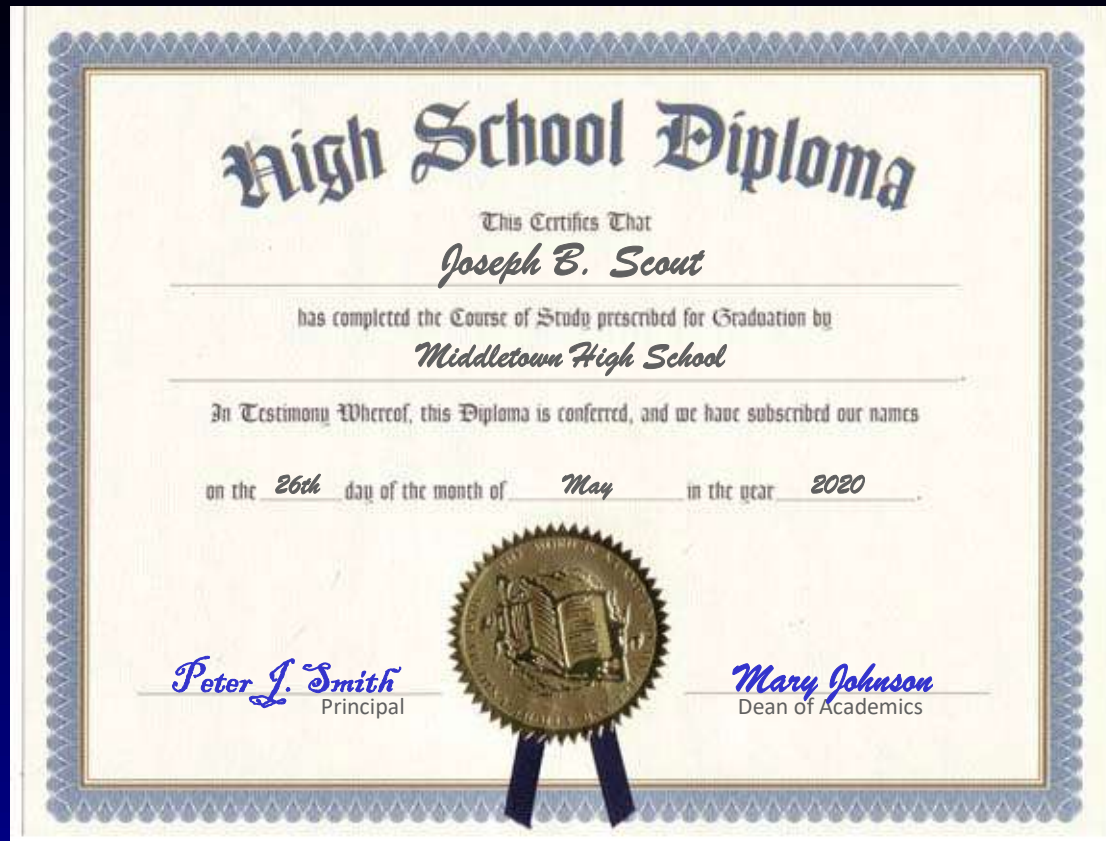 High School Diploma
This Certifies That
Joseph B. Scout
has completed the Course of Study prescribed for Graduation by
Middletown High School
In Testimony Whereof, this Diploma is conferred, and we have subscribed our names
on the 26th day of the month of May in the year 2020.
Peter J. Smith
Principal
Mary Johnson
Dean of Academics